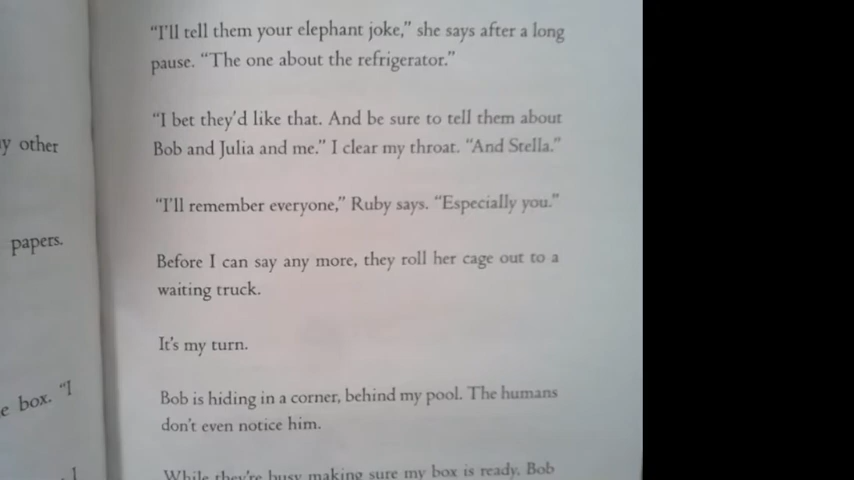 y other
papers.
e box. "I
"I'll tell them your elephant joke," she says after a long
pause. "The one about the refrigerator."
"I bet they'd like that. And be sure to tell them about
Bob and Julia and me." I clear my throat. "And Stella."
"I'll remember everyone," Ruby says. "Especially you."
Before I can say any more, they roll her cage out to a
waiting truck.
It's my turn.
Bob is hiding in a corner, behind my pool. The humans
don't even notice him.
While they're busy making sure my box is ready, Bob